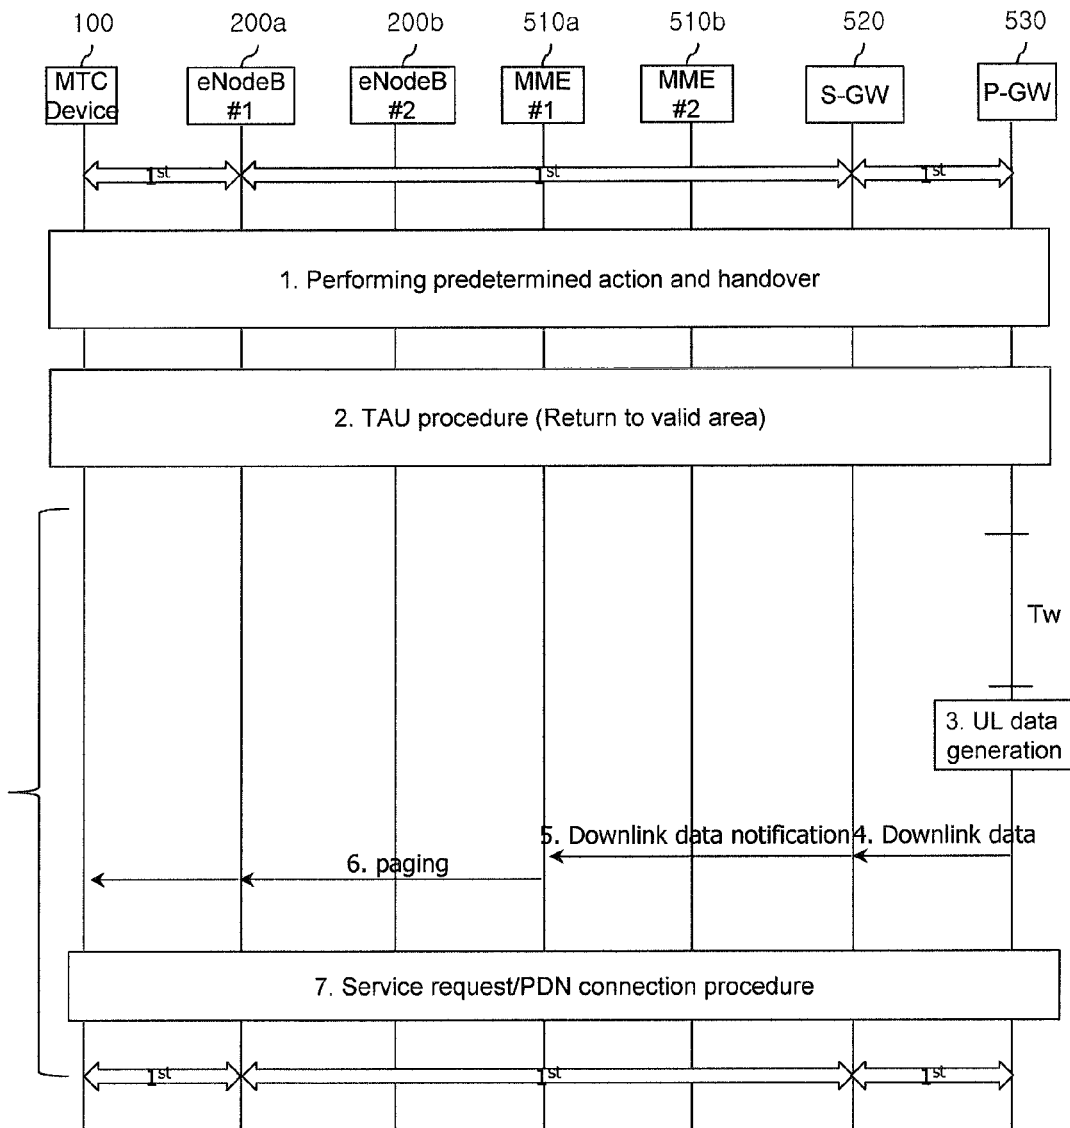 100
200a
200b
510a
510b
520
530
MTC
Device
eNodeB
#1
eNodeB
#2
MME
#1
MME
#2
S-GW
P-GW
1st
1st
1st
1. Performing predetermined action and handover
2. TAU procedure (Return to valid area)
Tw
3. UL data
generation
5. Downlink data notification
4. Downlink data
6. paging
7. Service request/PDN connection procedure
1st
1st
1st